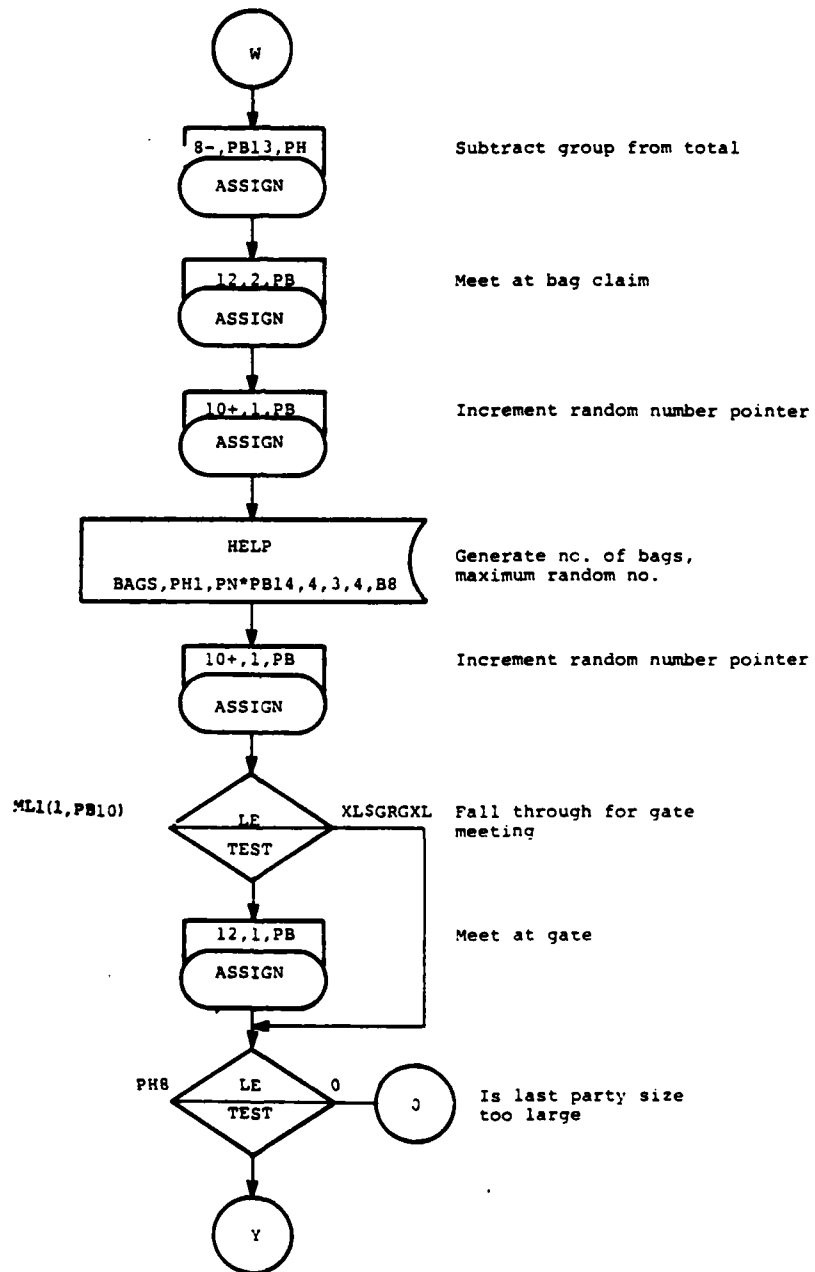 W
8-,PB13,PH
ASSIGN
Subtract group from total
12,2,PB
ASSIGN
Meet at bag claim
10+,1,PB
ASSIGN
Increment random number pointer
HELP
BAGS,PH1,PN*PB14,4,3,4,B8
Generate nc. of bags,
maximum random no.
10+,1,PB
ASSIGN
Increment random number pointer
ML1(1,PB10)
LE
TEST
XL$GRGXL
Fall through for gate
meeting
12,1,PB
ASSIGN
Meet at gate
PH8
LE
TEST
0
Is last party size
too large
Y